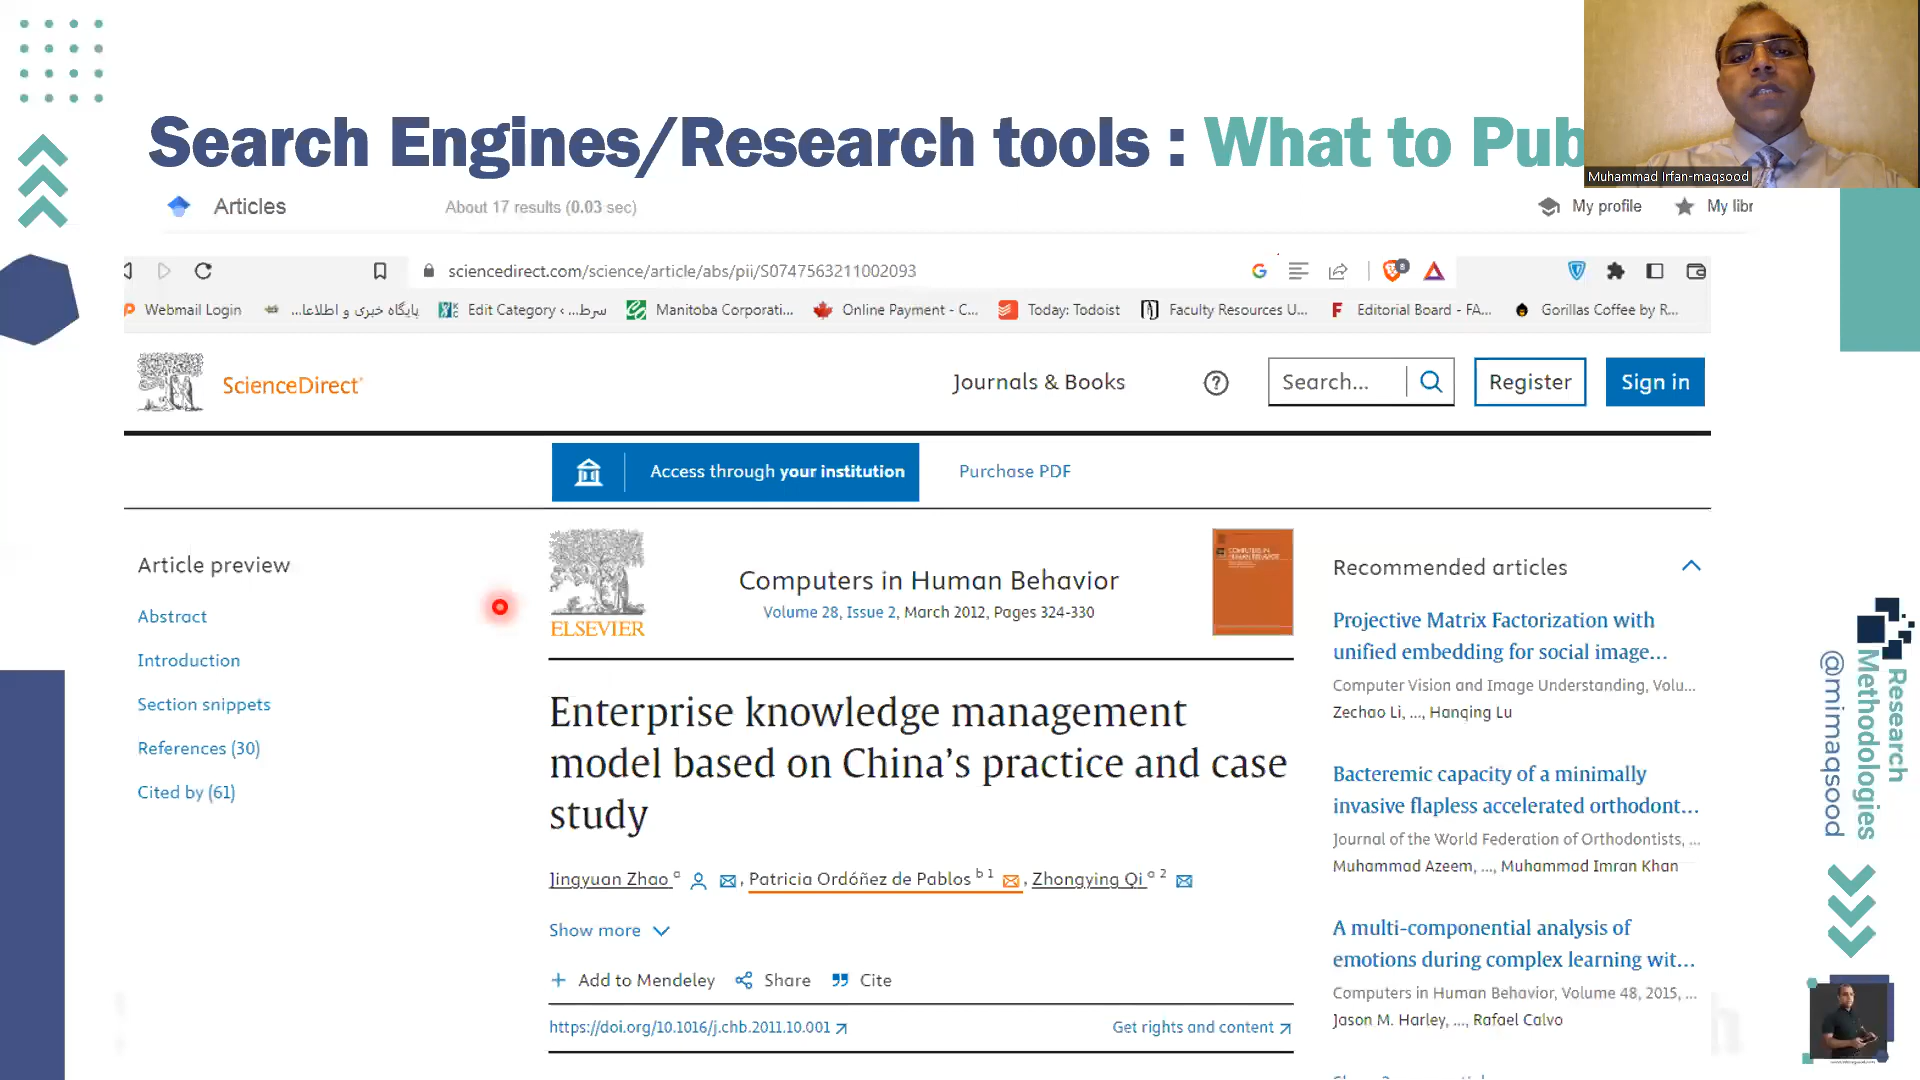 Search Engines/Research tools : What to Pub
Muhammad Irfan-maqsood
Articles
About 17 results (0.03 sec)
My profile
My libr
sciencedirect.com/science/article/abs/pii/S0747563211002093
8
Webmail Login
پایگاه خبری و اطلاعا...
Edit Category ‹ سرط...
Manitoba Corporati...
Online Payment - C...
Today: Todoist
Faculty Resources U...
Editorial Board - FA...
Gorillas Coffee by R...
ScienceDirect
Journals & Books
Search...
Register
Sign in
Access through your institution
Purchase PDF
Article preview
Abstract
Introduction
Section snippets
References (30)
Cited by (61)
ELSEVIER
Computers in Human Behavior
Volume 28, Issue 2, March 2012, Pages 324-330
COMPUTERS IN
HUMAN BEHAVIOR
Enterprise knowledge management
model based on China’s practice and case
study
Jingyuan Zhao a , Patricia Ordóñez de Pablos b 1 , Zhongying Qi a 2
Show more
Add to Mendeley
Share
Cite
https://doi.org/10.1016/j.chb.2011.10.001
Get rights and content
Recommended articles
Projective Matrix Factorization with
unified embedding for social image…
Computer Vision and Image Understanding, Volu...
Zechao Li, ..., Hanqing Lu
Bacteremic capacity of a minimally
invasive flapless accelerated orthodont…
Journal of the World Federation of Orthodontists, ...
Muhammad Azeem, ..., Muhammad Imran Khan
A multi-componential analysis of
emotions during complex learning wit…
Computers in Human Behavior, Volume 48, 2015, ...
Jason M. Harley, ..., Rafael Calvo
Research
Methodologies
@mimaqsood